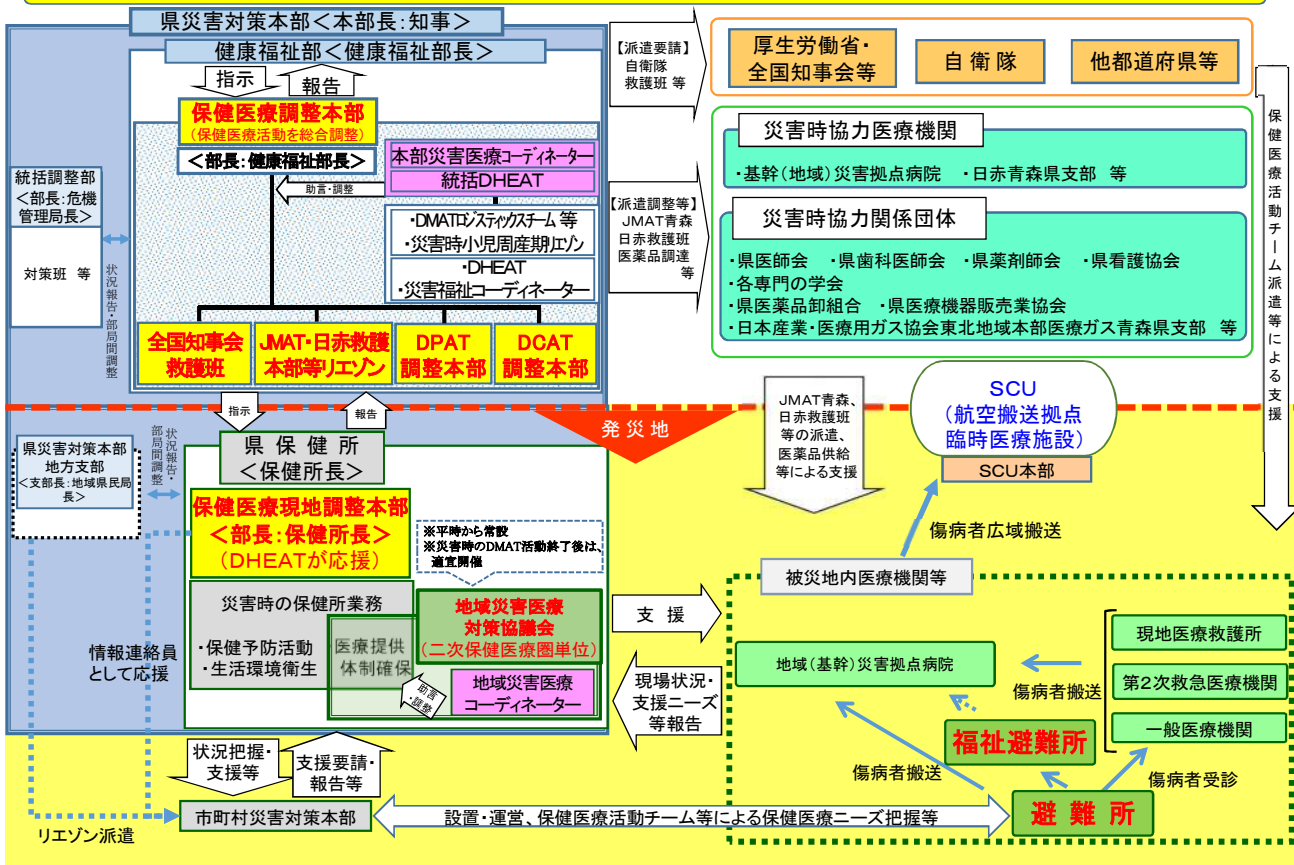 県災害対策本部＜本部長：知事＞
健康福祉部＜健康福祉部長＞
指示
報告
保健医療調整本部
（保健医療活動を総合調整）
＜部長：健康福祉部長＞
本部災害医療コーディネーター
統括DHEAT
助言・調整
・DMATロジスティックスチーム 等
・災害時小児周産期リエゾン
・DHEAT
・災害福祉コーディネーター
統括調整部
＜部長：危機
管理局長＞
対策班 等
状況報告・部局間調整
全国知事会
救護班
JMAT・日赤救護
本部等リエゾン
DPAT
調整本部
DCAT
調整本部
【派遣要請】
自衛隊
救護班 等
厚生労働省・
全国知事会等
自 衛 隊
他都道府県等
【派遣調整等】
JMAT青森
日赤救護班
医薬品調達
等
災害時協力医療機関
・基幹（地域）災害拠点病院 ・日赤青森県支部 等
災害時協力関係団体
・県医師会 ・県歯科医師会 ・県薬剤師会 ・県看護協会
・各専門の学会
・県医薬品卸組合 ・県医療機器販売業協会
・日本産業・医療用ガス協会東北地域本部医療ガス青森県支部 等
保健医療活動チーム派遣等による支援
指示
報告
発 災 地
JMAT青森、
日赤救護班
等の派遣、
医薬品供給
等による支援
SCU
（航空搬送拠点
臨時医療施設）
SCU本部
傷病者広域搬送
県災害対策本部
地方支部
＜支部長：地域県民局
長＞
状況報告・
部局間調整
県 保 健 所
＜保健所長＞
保健医療現地調整本部
＜部長：保健所長＞
（DHEATが応援）
※平時から常設
※災害時のDMAT活動終了後は、
適宜開催
災害時の保健所業務
・保健予防活動
・生活環境衛生
医療提供
体制確保
地域災害医療
対策協議会
（二次保健医療圏単位）
助言
・調整
地域災害医療
コーディネーター
情報連絡員
として応援
支 援
現場状況・
支援ニーズ
等報告
被災地内医療機関等
地域（基幹）災害拠点病院
現地医療救護所
第２次救急医療機関
一般医療機関
傷病者搬送
福祉避難所
傷病者搬送
傷病者受診
避 難 所
状況把握・
支援等
支援要請・
報告等
市町村災害対策本部
設置・運営、保健医療活動チーム等による保健医療ニーズ把握等
リエゾン派遣